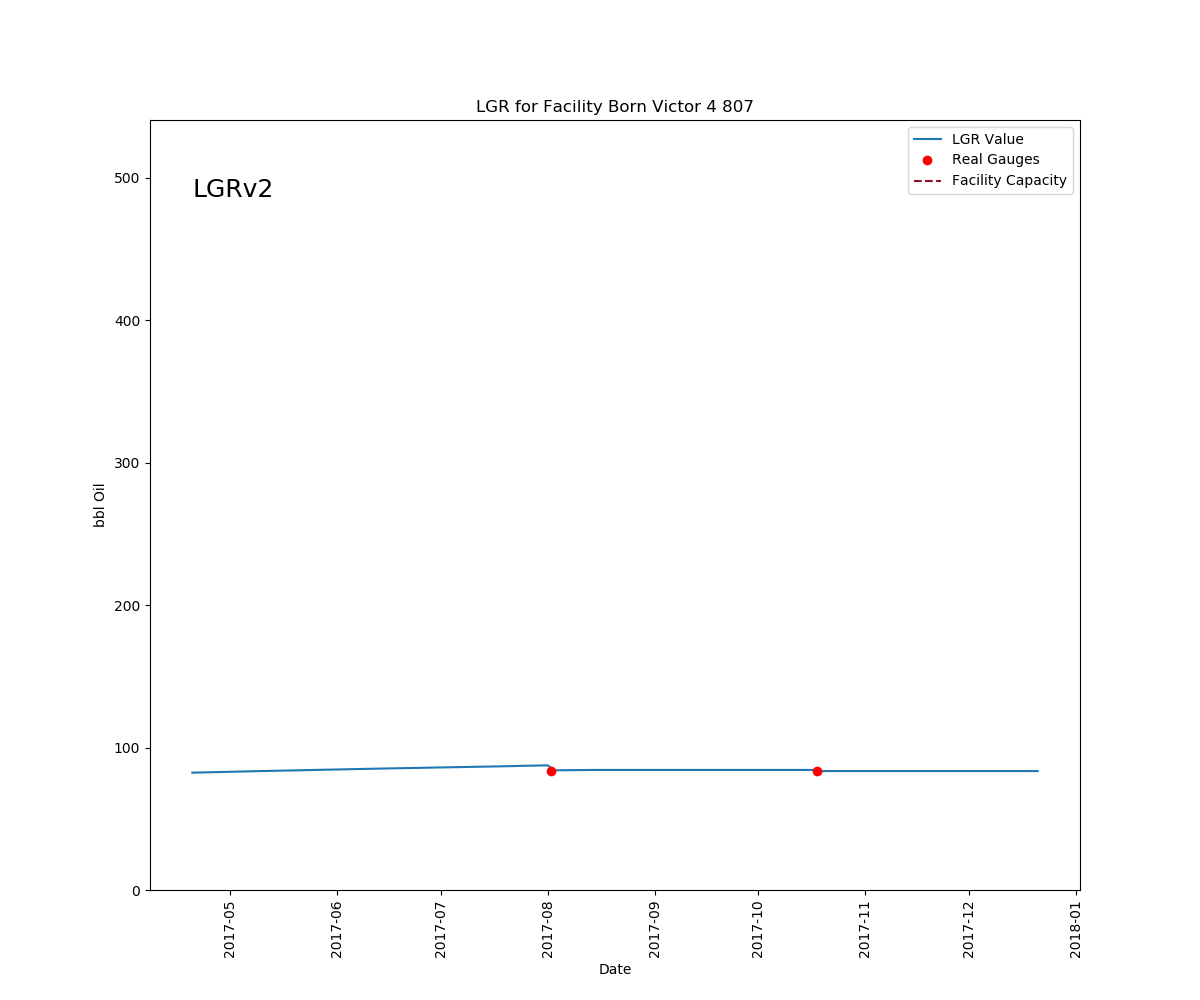 LGR for Facility Born Victor 4 807
LGRv2
LGR Value
Real Gauges
Facility Capacity
500
400
300
200
100
0
bbl Oil
2017-05
2017-06
2017-07
2017-08
2017-09
2017-10
2017-11
2017-12
2018-01
Date